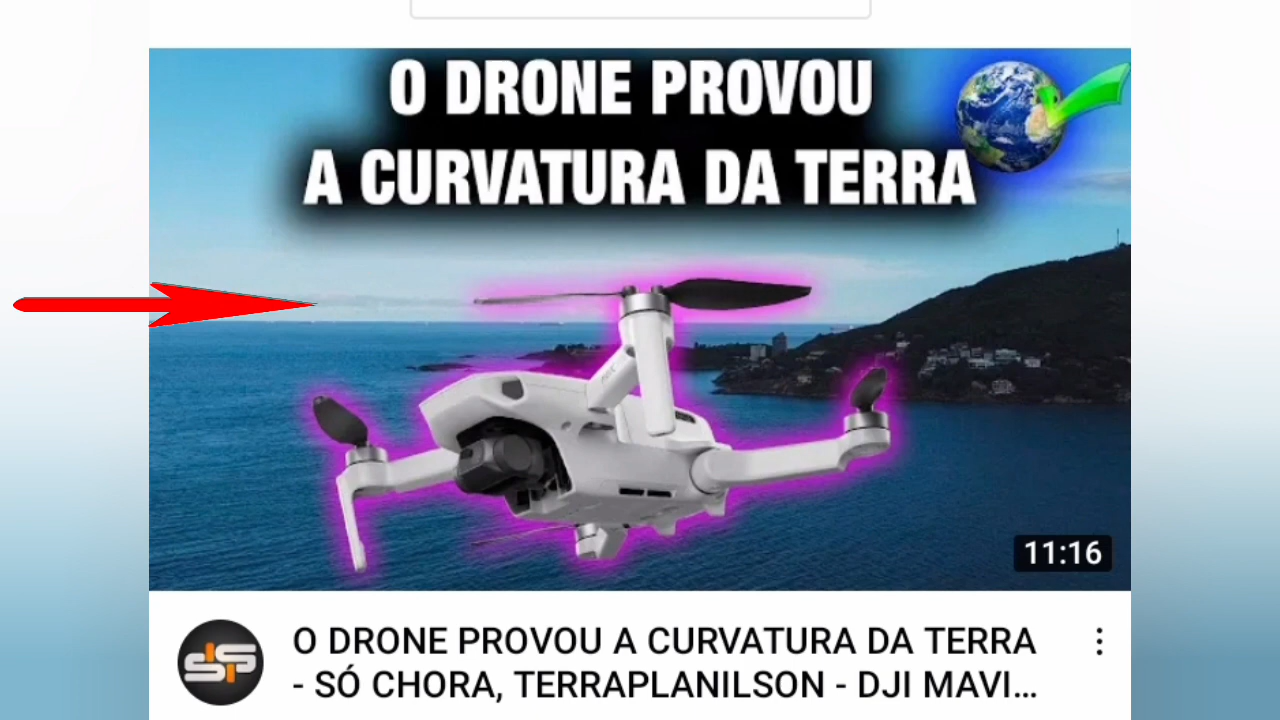 O DRONE PROVOU
A CURVATURA DA TERRA
11:16
O DRONE PROVOU A CURVATURA DA TERRA
- SÓ CHORA, TERRAPLANILSON - DJI MAVI...